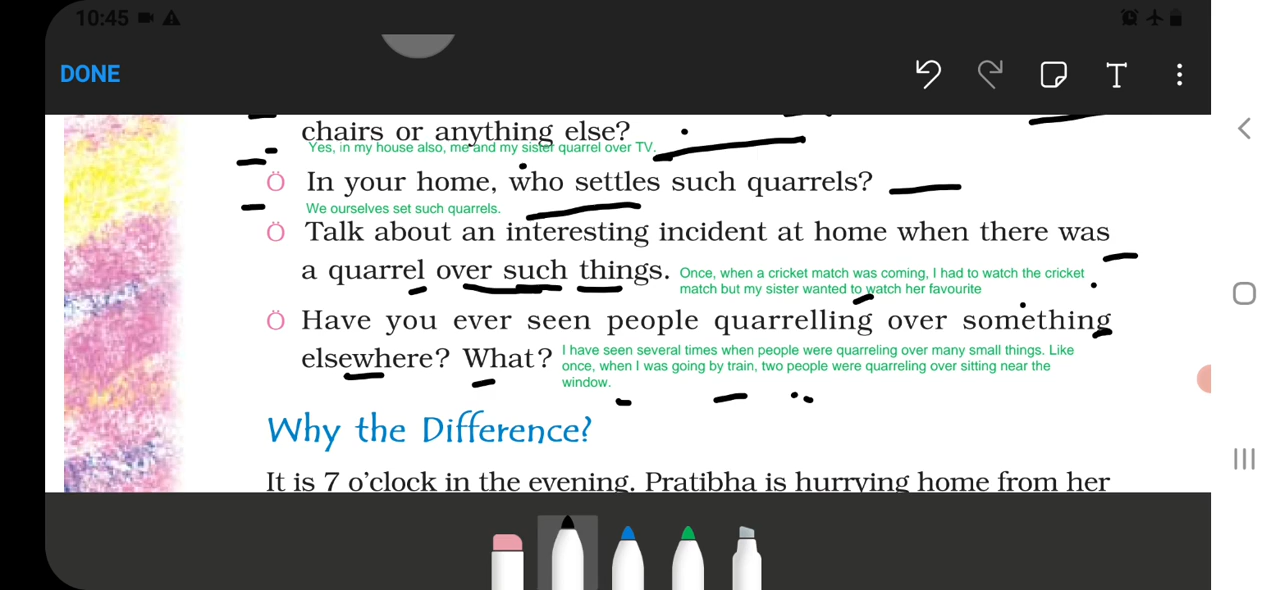 10:45
DONE
T
chairs or anything else?
Yes, in my house also, me and my sister quarrel over TV.
Ö In your home, who settles such quarrels?
We ourselves set such quarrels.
Ö Talk about an interesting incident at home when there was
a quarrel over such things. Once, when a cricket match was coming, I had to watch the cricket
match but my sister wanted to watch her favourite
Ö Have you ever seen people quarrelling over something
elsewhere? What? I have seen several times when people were quarreling over many small things. Like
once, when I was going by train, two people were quareling over sitting near the
window.
Why the Difference?
It is 7 o'clock in the evening. Pratibha is hurrying home from her